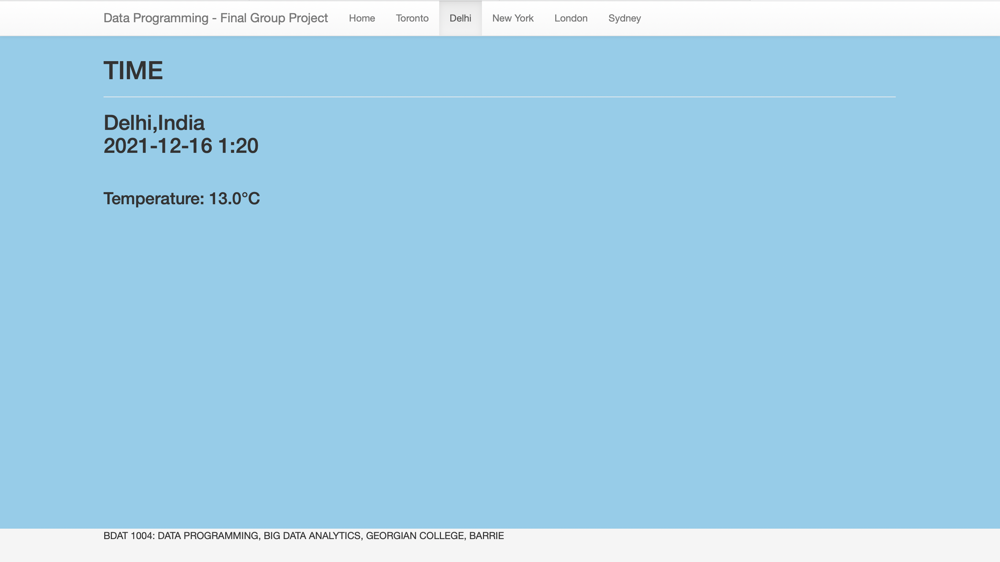 Data Programming - Final Group Project Home Toronto Delhi New York London Sydney
TIME
Delhi,India
2021-12-16 1:20
Temperature: 13.0°C
BDAT 1004: DATA PROGRAMMING, BIG DATA ANALYTICS, GEORGIAN COLLEGE, BARRIE